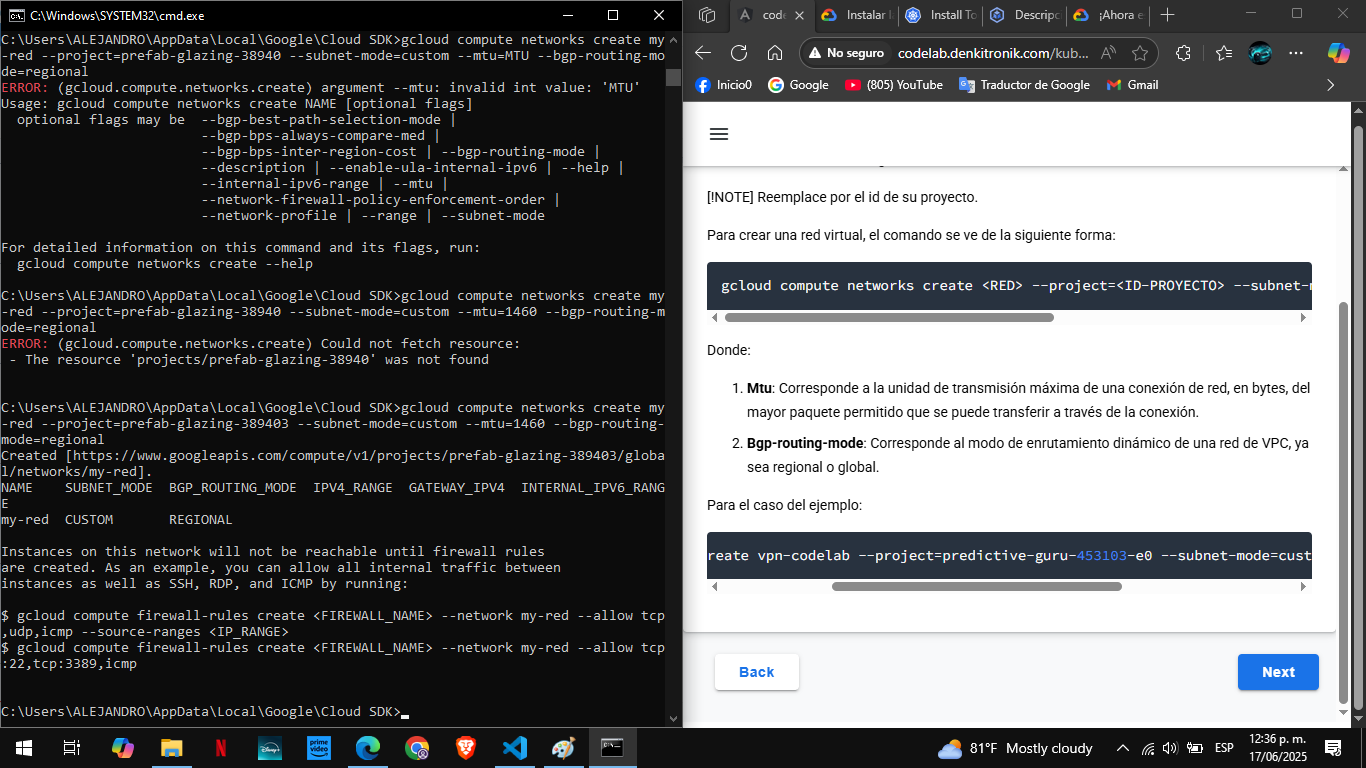 C:\Windows\SYSTEM32\cmd.exe
C:\Users\ALEJANDRO\AppData\Local\Google\Cloud SDK>gcloud compute networks create my
-red --project=prefab-glazing-38940 --subnet-mode=custom --mtu=MTU --bgp-routing-mo
de=regional
ERROR: (gcloud.compute.networks.create) argument --mtu: invalid int value: 'MTU'
Usage: gcloud compute networks create NAME [optional flags]
optional flags may be --bgp-best-path-selection-mode |
--bgp-bps-always-compare-med |
--bgp-bps-inter-region-cost | --bgp-routing-mode |
--description | --enable-ula-internal-ipv6 | --help |
--internal-ipv6-range | --mtu |
--network-firewall-policy-enforcement-order |
--network-profile | --range | --subnet-mode
For detailed information on this command and its flags, run:
gcloud compute networks create --help
C:\Users\ALEJANDRO\AppData\Local\Google\Cloud SDK>gcloud compute networks create my
-red --project=prefab-glazing-38940 --subnet-mode=custom --mtu=1460 --bgp-routing-m
ode=regional
ERROR: (gcloud.compute.networks.create) Could not fetch resource:
- The resource 'projects/prefab-glazing-38940' was not found
C:\Users\ALEJANDRO\AppData\Local\Google\Cloud SDK>gcloud compute networks create my
-red --project=prefab-glazing-389403 --subnet-mode=custom --mtu=1460 --bgp-routing-
mode=regional
Created [https://www.googleapis.com/compute/v1/projects/prefab-glazing-389403/globa
l/networks/my-red].
NAME SUBNET_MODE BGP_ROUTING_MODE IPV4_RANGE GATEWAY_IPV4 INTERNAL_IPV6_RANG
E
my-red CUSTOM REGIONAL
Instances on this network will not be reachable until firewall rules
are created. As an example, you can allow all internal traffic between
instances as well as SSH, RDP, and ICMP by running:
$ gcloud compute firewall-rules create <FIREWALL_NAME> --network my-red --allow tcp
,udp,icmp --source-ranges <IP_RANGE>
$ gcloud compute firewall-rules create <FIREWALL_NAME> --network my-red --allow tcp
:22,tcp:3389,icmp
C:\Users\ALEJANDRO\AppData\Local\Google\Cloud SDK>
code
Instalar l
Install To
Descripc
¡Ahora e
No seguro codelab.denkitronik.com/kub...
Inicio0
Google
(805) YouTube
Traductor de Google
Gmail
[!NOTE] Reemplace por el id de su proyecto.
Para crear una red virtual, el comando se ve de la siguiente forma:
gcloud compute networks create <RED> --project=<ID-PROYECTO> --subnet-m
Donde:
1. Mtu: Corresponde a la unidad de transmisión máxima de una conexión de red, en bytes, del
mayor paquete permitido que se puede transferir a través de la conexión.
2. Bgp-routing-mode: Corresponde al modo de enrutamiento dinámico de una red de VPC, ya
sea regional o global.
Para el caso del ejemplo:
reate vpn-codelab --project=predictive-guru-453103-e0 --subnet-mode=cust
Back
Next
N
Disney+
prime video
81°F Mostly cloudy
ESP
12:36 p. m.
17/06/2025